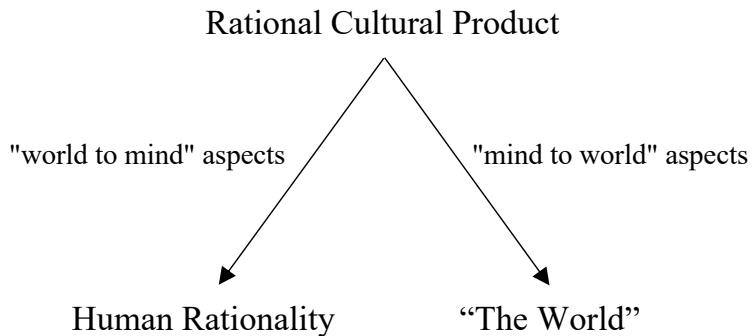 Rational Cultural Product
"world to mind" aspects
"mind to world" aspects
Human Rationality
“The World”